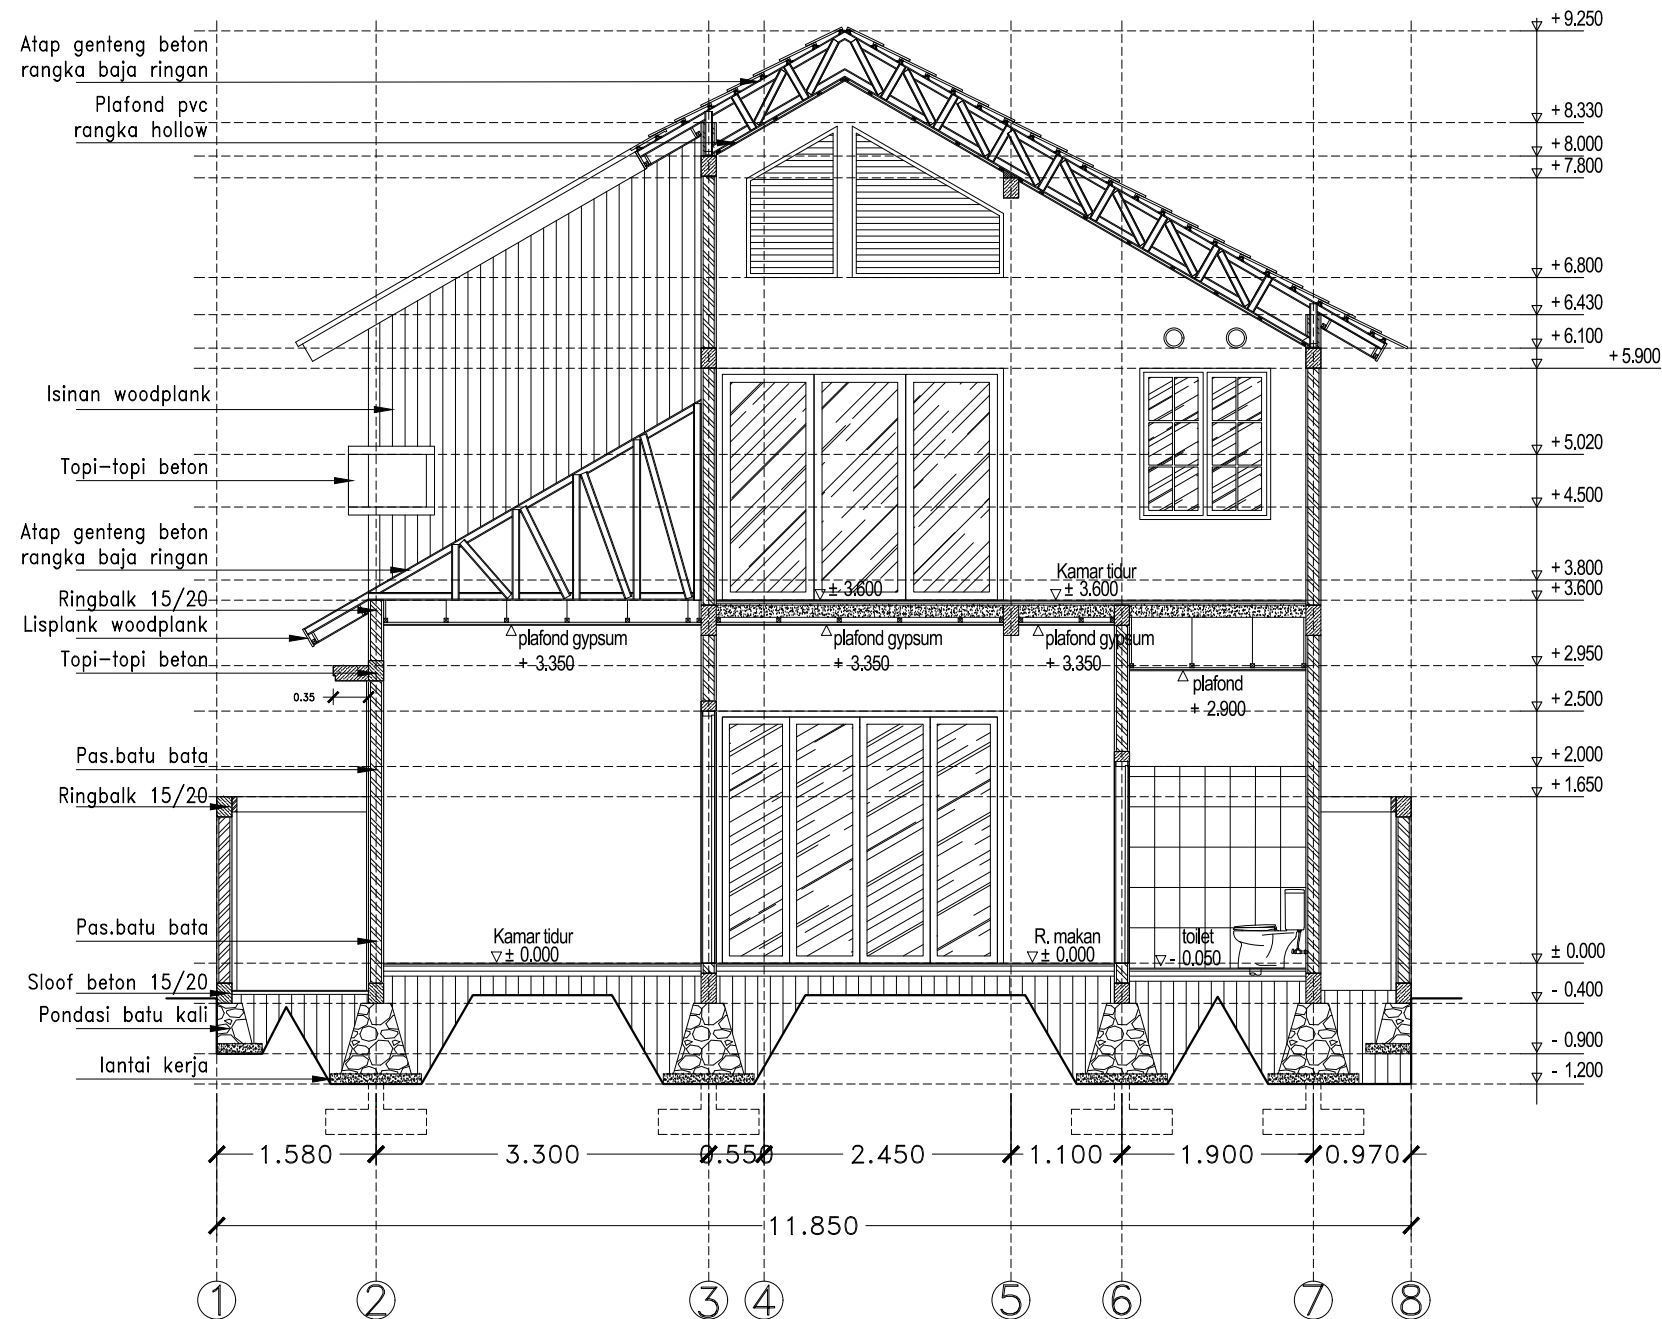 Atap genteng beton
rangka baja ringan
Plafond pvc
rangka hollow
Isinan woodplank
Topi-topi beton
Atap genteng beton
rangka baja ringan
Ringbalk 15/20
Lisplank woodplank
Topi-topi beton
0.35
Pas.batu bata
Ringbalk 15/20
Pas.batu bata
Sloof beton 15/20
Pondasi batu kali
lantai kerja
± 3.600
Kamar tidur
± 3.600
plafond gypsum
+ 3.350
plafond gypsum
+ 3.350
plafond gypsum
+ 3.350
plafond
+ 2.900
Kamar tidur
± 0.000
R. makan
± 0.000
toilet
- 0.050
+ 9.250
+ 8.330
+ 8.000
+ 7.800
+ 6.800
+ 6.430
+ 6.100
+ 5.900
+ 5.020
+ 4.500
+ 3.800
+ 3.600
+ 2.950
+ 2.500
+ 2.000
+ 1.650
± 0.000
- 0.400
- 0.900
- 1.200
1.580 3.300 0.550 2.450 1.100 1.900 0.970
11.850
1 2 3 4 5 6 7 8